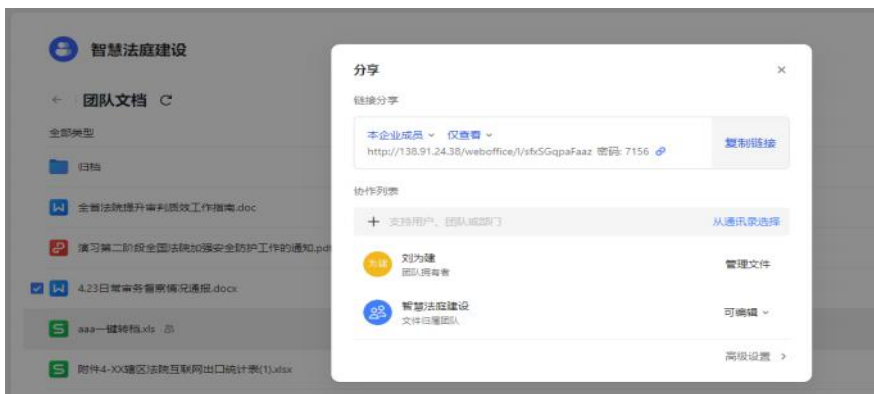 智慧法庭建设
团队文档
全部类型
归档
全省法院提升审判质效工作指南.doc
演习第二阶段全国法院加强安全防护工作的通知.pd
4.23日常审务督察情况通报.docx
aaa一键转档.xls
附件4-XX辖区法院互联网出口统计表(1).xlsx
分享
链接分享
本企业成员 仅查看
http://138.91.24.38/weboffice/l/sfxSGqpaFaaz 密码: 7156
复制链接
协作列表
支持用户、团队或部门
从通讯录选择
为建
刘为建
团队拥有者
管理文件
智慧法庭建设
文件归属团队
可编辑
高级设置